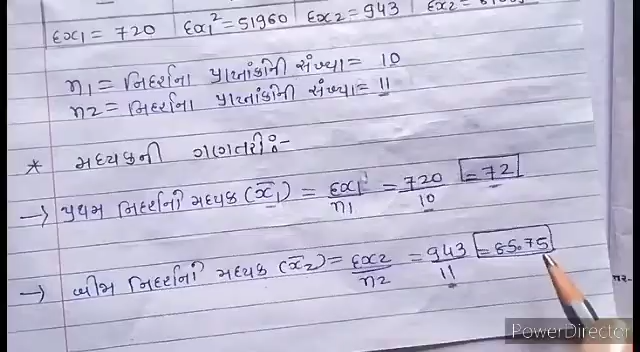 Σx1 = 720 Σx1² = 51960 Σx2 = 943 Σx2² =
n1 = નિદર્શના પ્રાપ્તાંકોની સંખ્યા = 10
n2 = નિદર્શના પ્રાપ્તાંકોની સંખ્યા = 11
* મધ્યકની ગણતરી:-
→ પ્રથમ નિદર્શનો મધ્યક (x̄1) = Σx1/n1 = 720/10 = 72
→ બીજા નિદર્શનો મધ્યક (x̄2) = Σx2/n2 = 943/11 = 85.75
PowerDirector